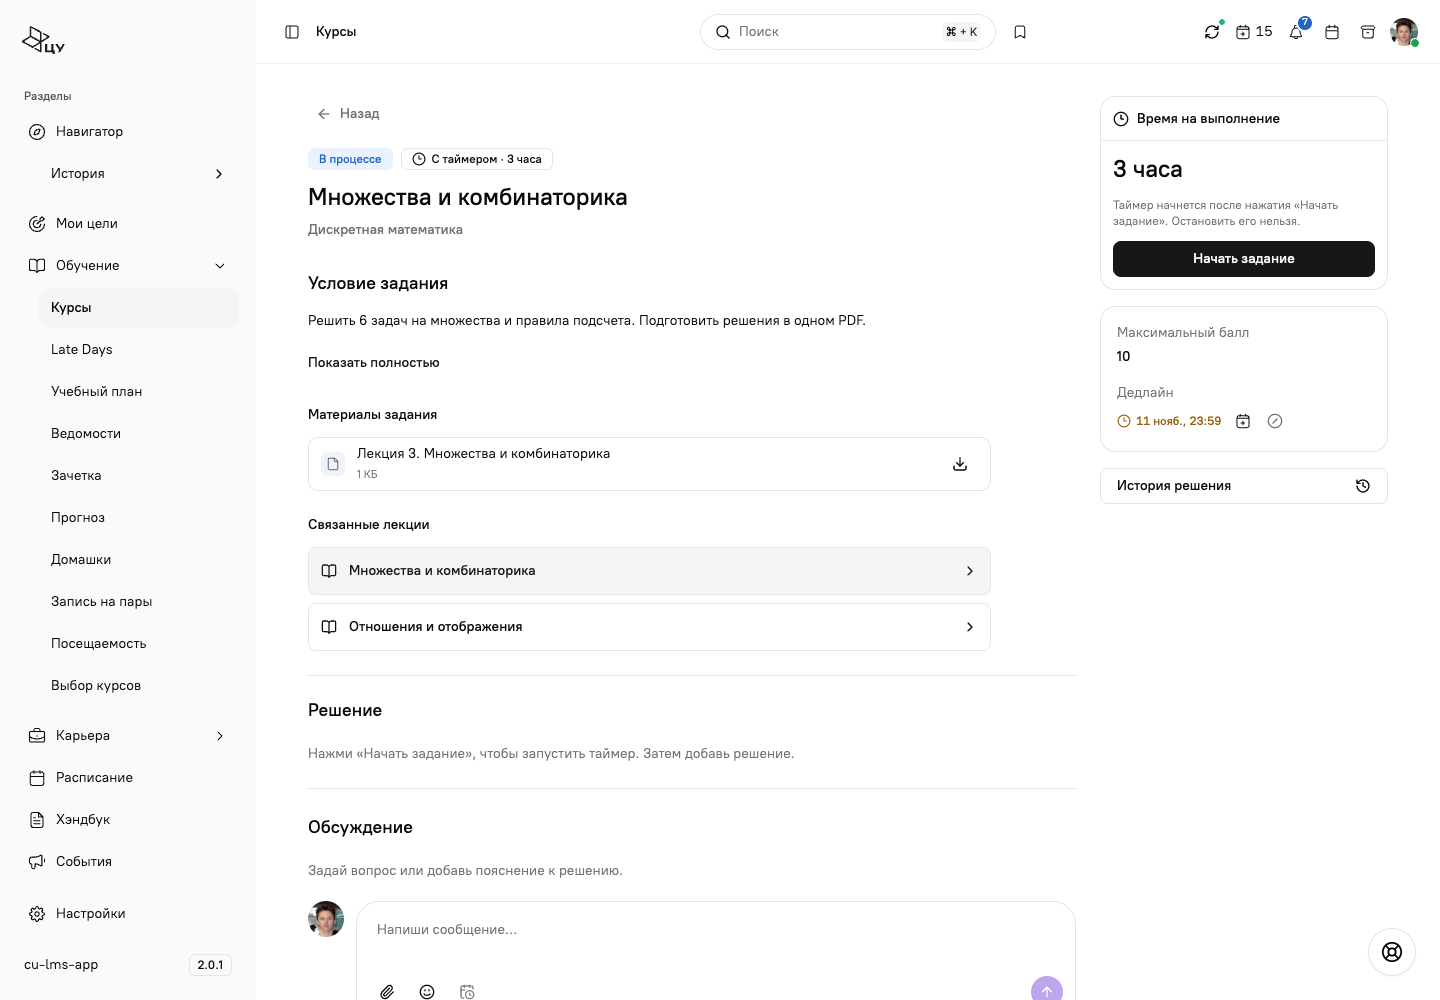 ЦУ
Курсы
Поиск
⌘ + K
15
7
Разделы
Навигатор
История
Мои цели
Обучение
Курсы
Late Days
Учебный план
Ведомости
Зачетка
Прогноз
Домашки
Запись на пары
Посещаемость
Выбор курсов
Карьера
Расписание
Хэндбук
События
Настройки
cu-lms-app
2.0.1
Назад
В процессе
С таймером · 3 часа
Множества и комбинаторика
Дискретная математика
Условие задания
Решить 6 задач на множества и правила подсчета. Подготовить решения в одном PDF.
Показать полностью
Материалы задания
Лекция 3. Множества и комбинаторика
1 КБ
Связанные лекции
Множества и комбинаторика
Отношения и отображения
Решение
Нажми «Начать задание», чтобы запустить таймер. Затем добавь решение.
Обсуждение
Задай вопрос или добавь пояснение к решению.
Напиши сообщение...
Время на выполнение
3 часа
Таймер начнется после нажатия «Начать
задание». Остановить его нельзя.
Начать задание
Максимальный балл
10
Дедлайн
11 нояб., 23:59
История решения